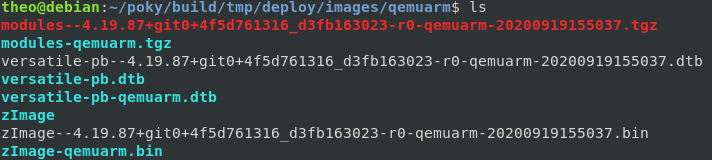 theo@debian:~/poky/build/tmp/deploy/images/qemuarm$ ls
modules--4.19.87+git0+4f5d761316_d3fb163023-r0-qemuarm-20200919155037.tgz
modules-qemuarm.tgz
versatile-pb--4.19.87+git0+4f5d761316_d3fb163023-r0-qemuarm-20200919155037.dtb
versatile-pb.dtb
versatile-pb-qemuarm.dtb
zImage
zImage--4.19.87+git0+4f5d761316_d3fb163023-r0-qemuarm-20200919155037.bin
zImage-qemuarm.bin